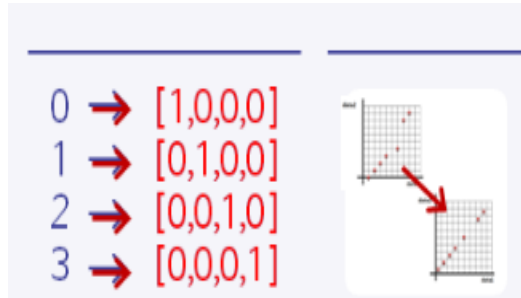 0 → [1,0,0,0]
1 → [0,1,0,0]
2 → [0,0,1,0]
3 → [0,0,0,1]